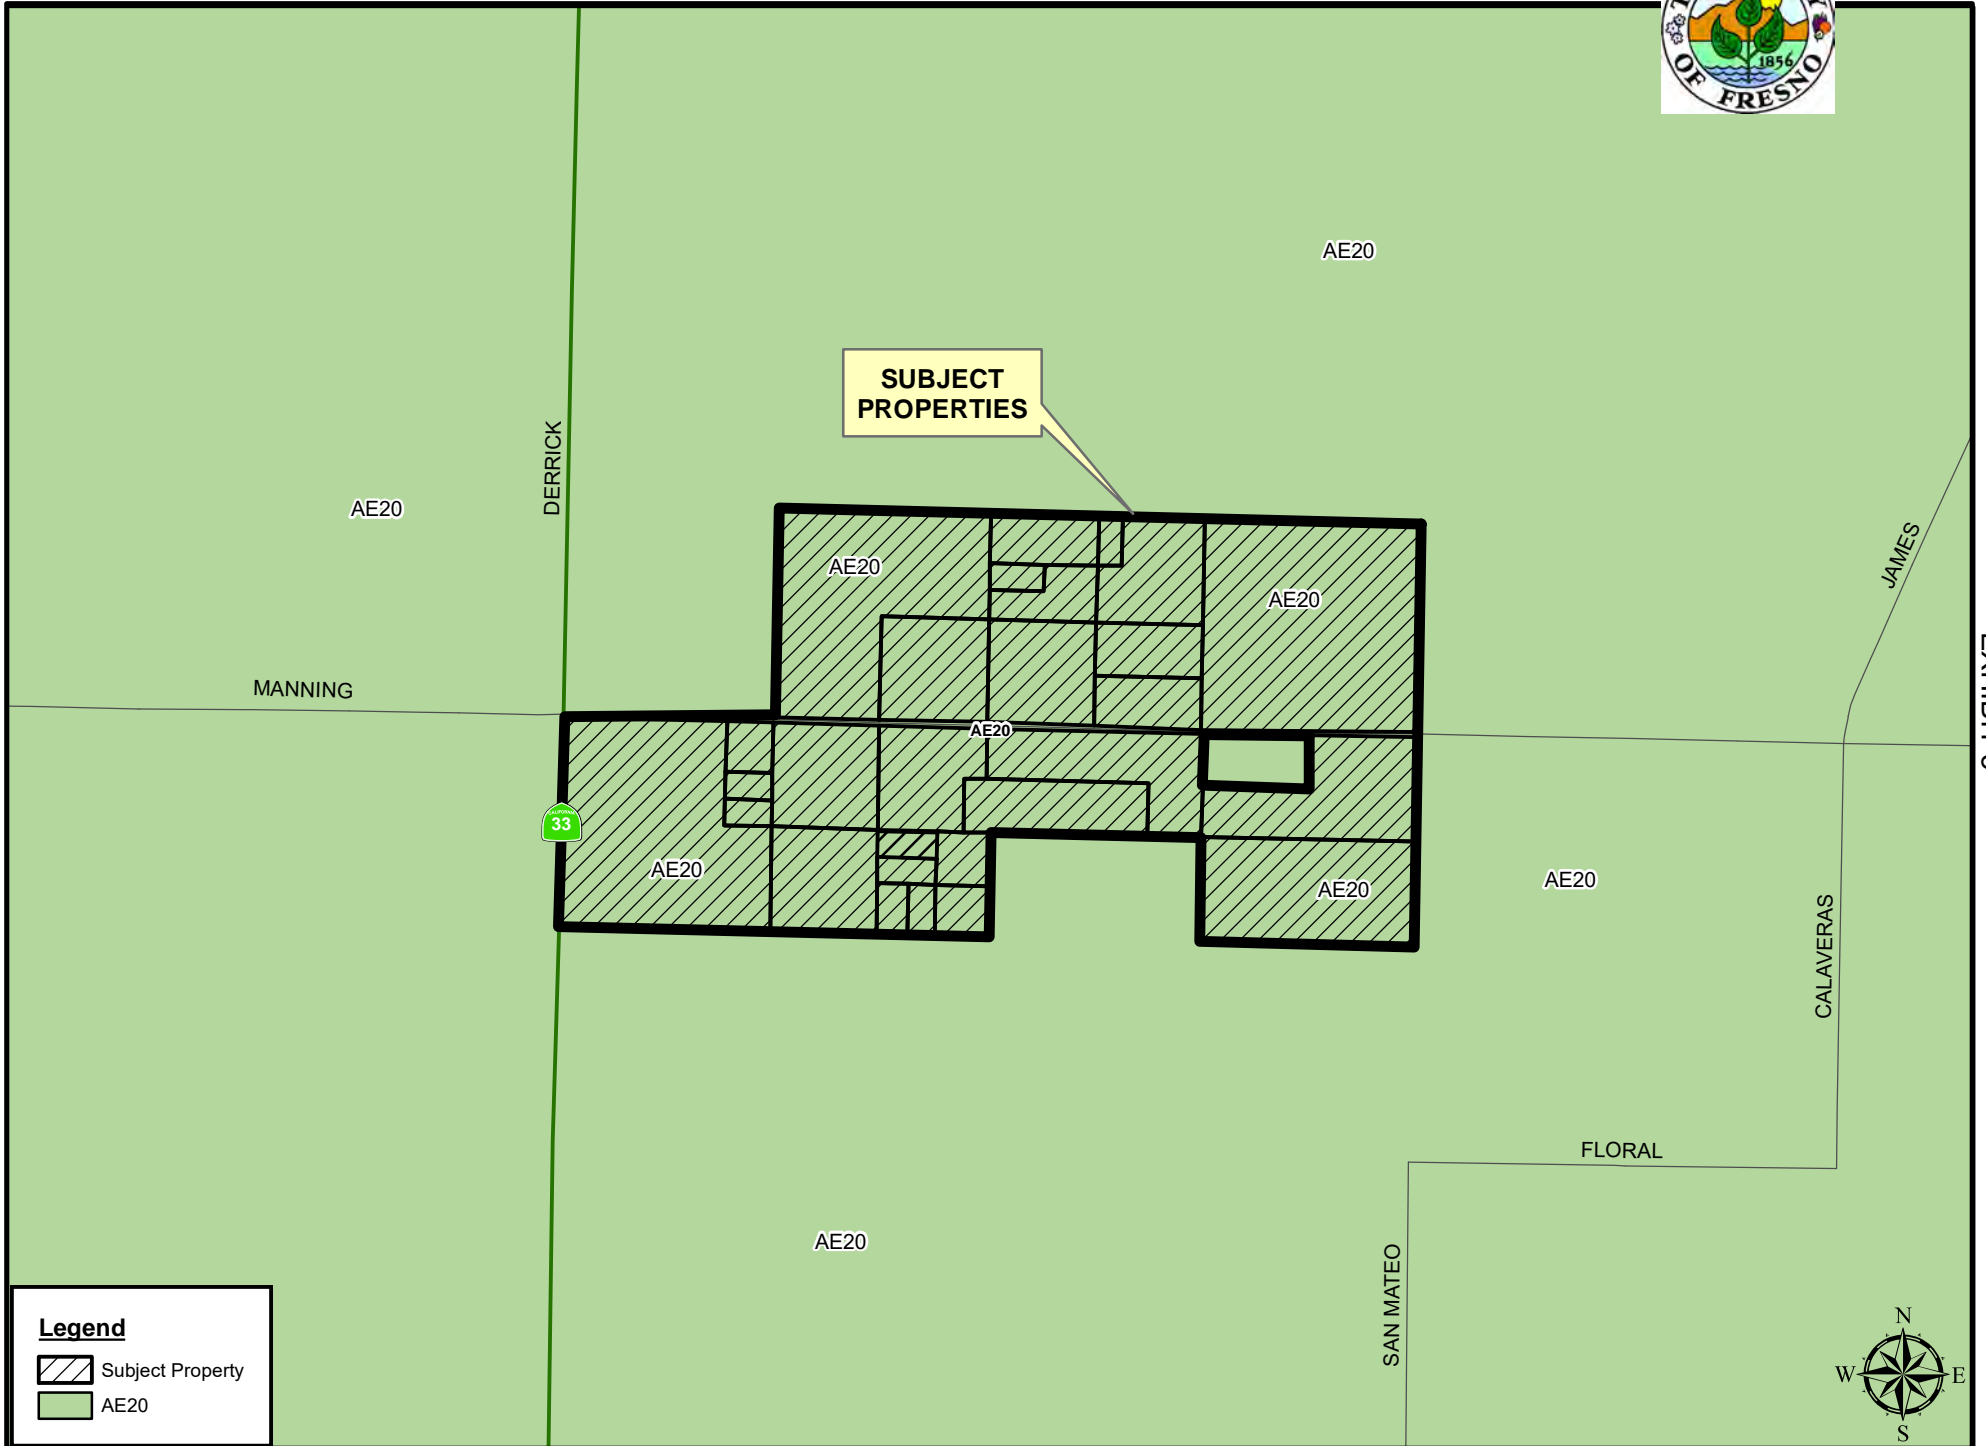 1856
OF FRESNO
AE20
SUBJECT
PROPERTIES
DERRICK
AE20
JAMES
AE20
AE20
MANNING
AE20
33
AE20
AE20
AE20
CALAVERAS
FLORAL
AE20
SAN MATEO
Legend
Subject Property
AE20
N
W
E
S